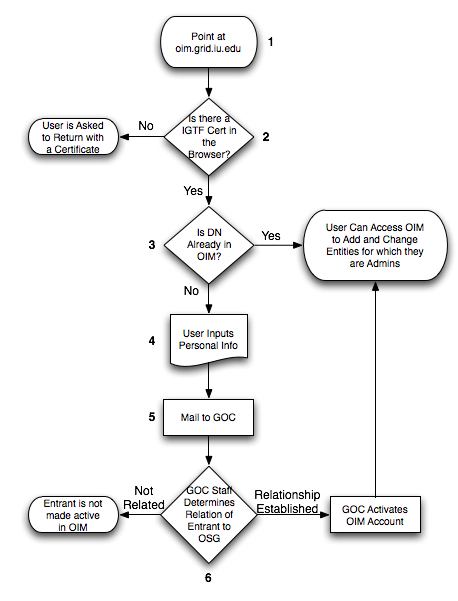 Point at
oim.grid.iu.edu
1
Is there a
IGTF Cert in
the
Browser?
2
No
User is Asked
to Return with
a Certificate
Yes
Is DN
Already in
OIM?
3
Yes
User Can Access OIM
to Add and Change
Entities for which they
are Admins
No
4
User Inputs
Personal Info
5
Mail to GOC
GOC Staff
Determines
Relation of
Entrant to
OSG
6
Not
Related
Entrant is not
made active
in OIM
Relationship
Established
GOC Activates
OIM Account